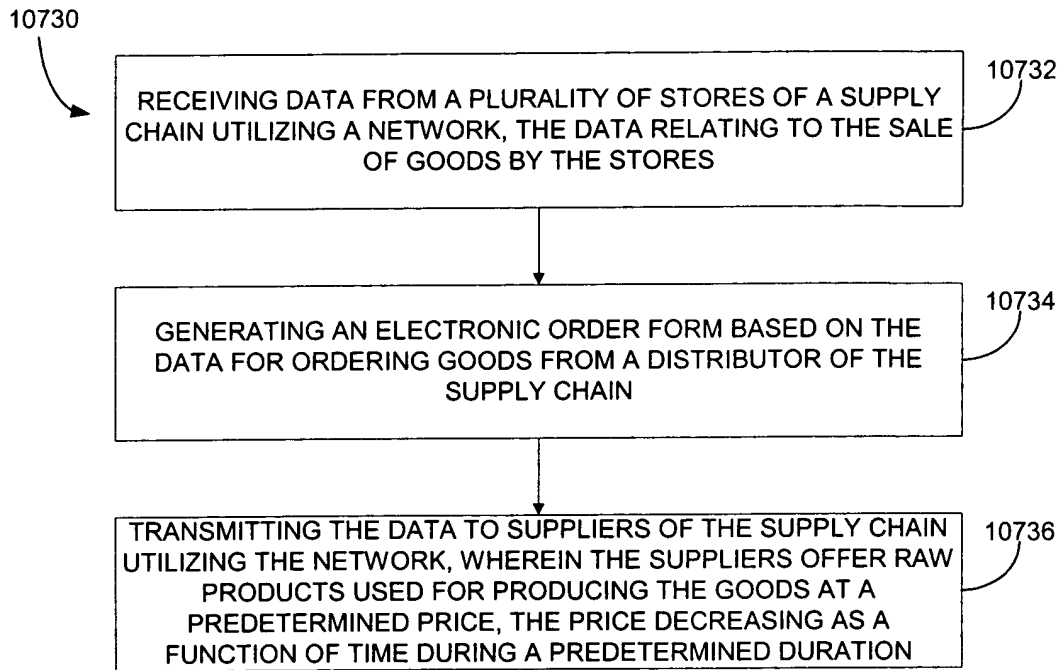 10730
10732
RECEIVING DATA FROM A PLURALITY OF STORES OF A SUPPLY
CHAIN UTILIZING A NETWORK, THE DATA RELATING TO THE SALE
OF GOODS BY THE STORES
10734
GENERATING AN ELECTRONIC ORDER FORM BASED ON THE
DATA FOR ORDERING GOODS FROM A DISTRIBUTOR OF THE
SUPPLY CHAIN
10736
TRANSMITTING THE DATA TO SUPPLIERS OF THE SUPPLY CHAIN
UTILIZING THE NETWORK, WHEREIN THE SUPPLIERS OFFER RAW
PRODUCTS USED FOR PRODUCING THE GOODS AT A
PREDETERMINED PRICE, THE PRICE DECREASING AS A
FUNCTION OF TIME DURING A PREDETERMINED DURATION